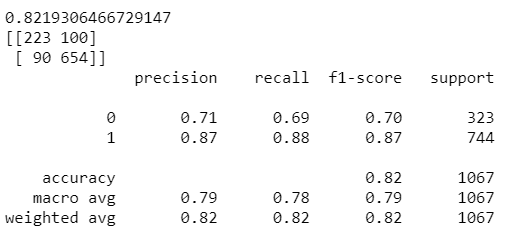 0.8219306466729147
[[223 100]
 [ 90 654]]
              precision    recall  f1-score   support

           0       0.71      0.69      0.70       323
           1       0.87      0.88      0.87       744

    accuracy                           0.82      1067
   macro avg       0.79      0.78      0.79      1067
weighted avg       0.82      0.82      0.82      1067